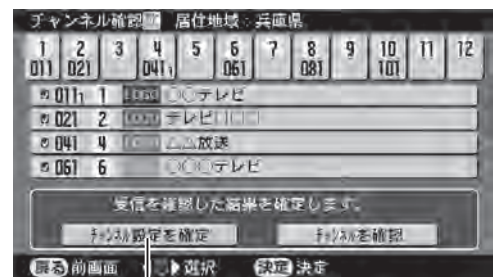 チャンネル確認 居住地域：兵庫県
1 2 3 4 5 6 7 8 9 10 11 12
011 021 041 061 081 101
011 1 LOGO ○○テレビ
021 2 LOGO テレビ□□□
041 4 LOGO △△放送
061 6 ○○○テレビ
受信を確認した結果を確定します。
チャンネル設定を確定 チャンネルを確認
戻る 前画面 選択 決定 決定